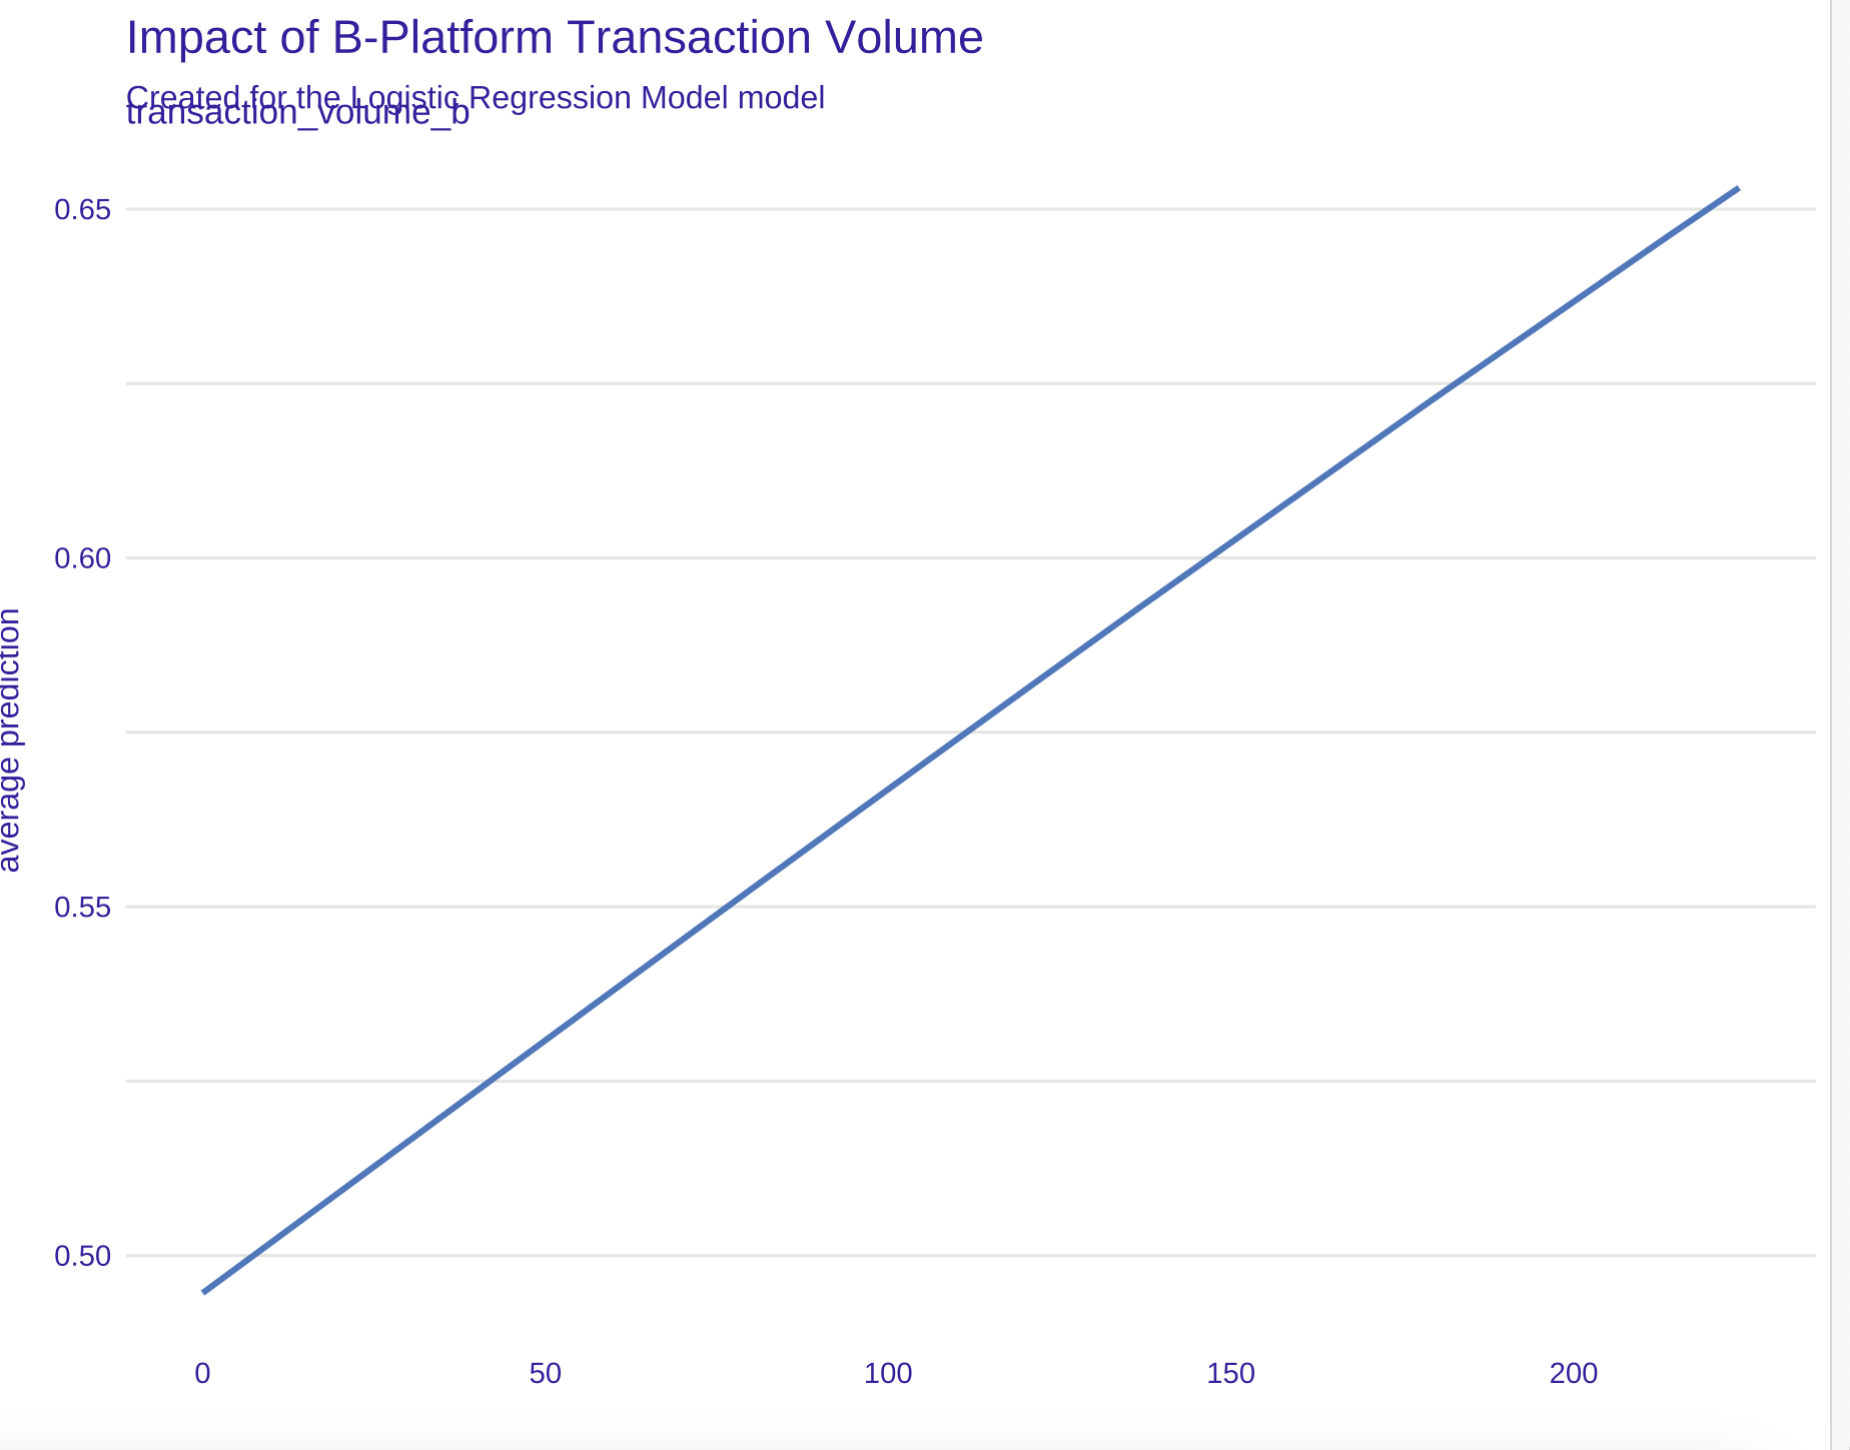 Impact of B-Platform Transaction Volume
Created for the Logistic Regression Model model
transaction_volume_b
0.65
0.60
average prediction
0.55
0.50
0 50 100 150 200